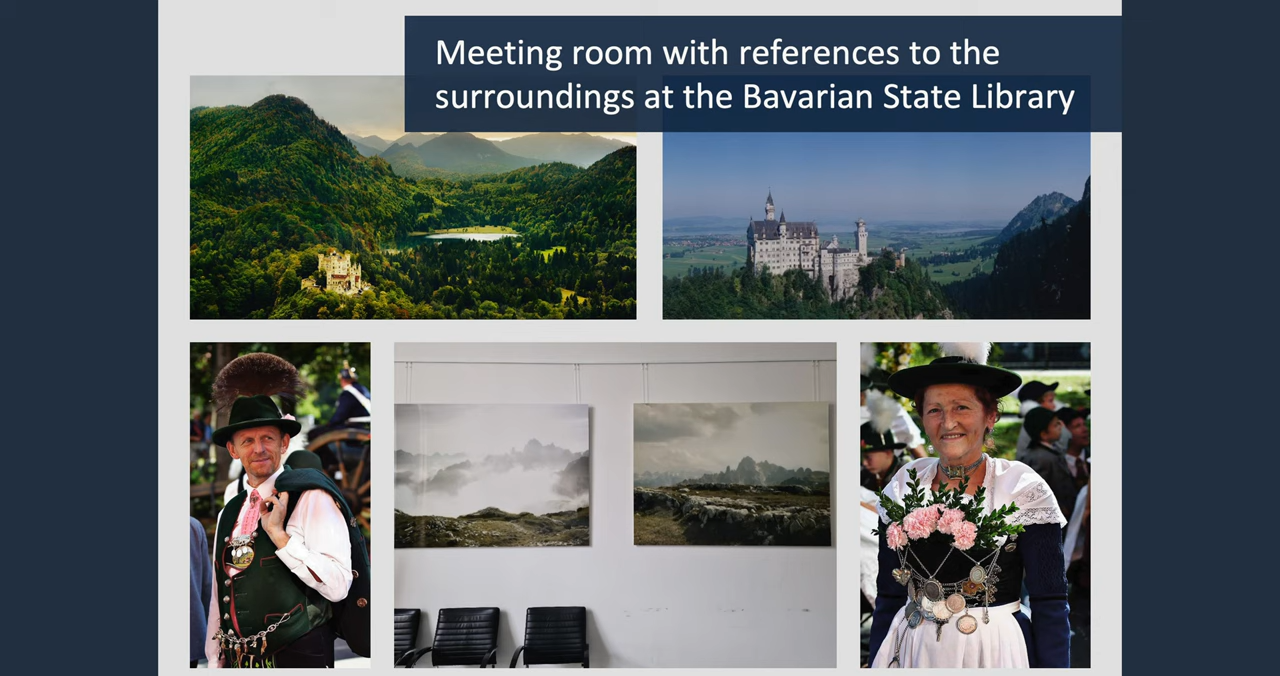 Meeting room with references to the
surroundings at the Bavarian State Library